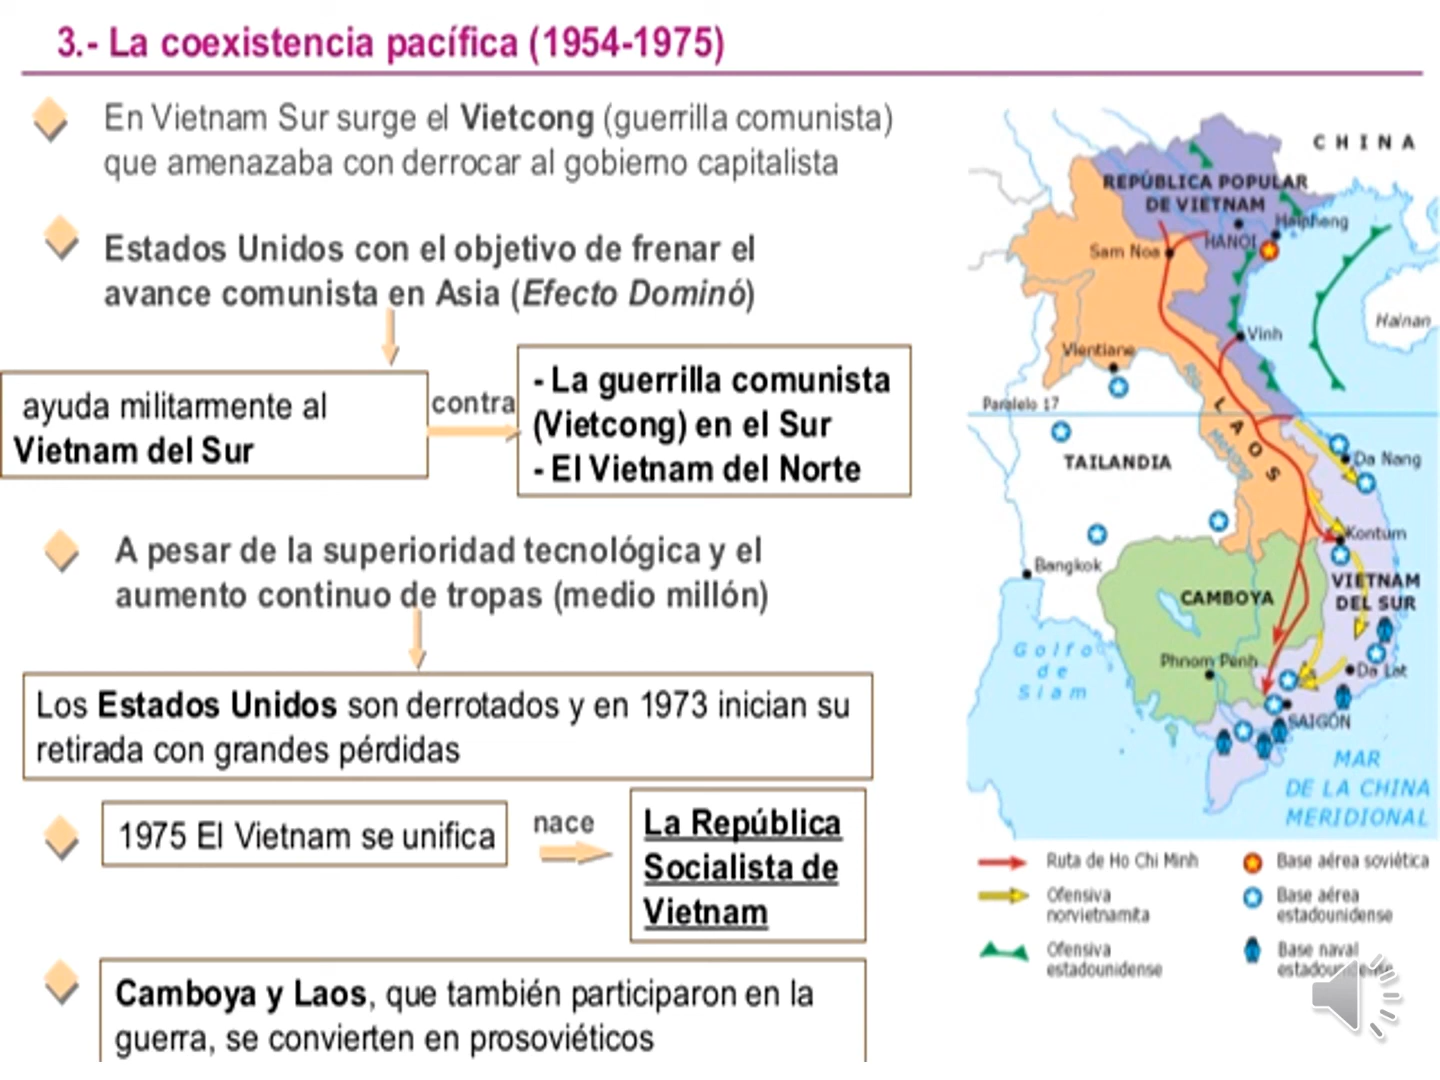 3.- La coexistencia pacífica (1954-1975)
En Vietnam Sur surge el Vietcong (guerrilla comunista)
que amenazaba con derrocar al gobierno capitalista
Estados Unidos con el objetivo de frenar el
avance comunista en Asia (Efecto Dominó)
ayuda militarmente al
Vietnam del Sur
contra
- La guerrilla comunista
(Vietcong) en el Sur
- El Vietnam del Norte
A pesar de la superioridad tecnológica y el
aumento continuo de tropas (medio millón)
Los Estados Unidos son derrotados y en 1973 inician su
retirada con grandes pérdidas
1975 El Vietnam se unifica
nace
La República
Socialista de
Vietnam
Camboya y Laos, que también participaron en la
guerra, se convierten en prosoviéticos
CHINA
REPÚBLICA POPULAR
DE VIETNAM
Haiphong
HANOI
Sam Noa
Hainan
Vinh
Vientiane
Paralelo 17
LAOS
Mekong
Da Nang
TAILANDIA
Kontum
Bangkok
VIETNAM
DEL SUR
CAMBOYA
Golfo
de
Siam
Phnom Penh
Da Lat
SAIGÓN
MAR
DE LA CHINA
MERIDIONAL
Ruta de Ho Chi Minh
Ofensiva
norvietnamita
Ofensiva
estadounidense
Base aérea soviética
Base aérea
estadounidense
Base naval
estadounidense